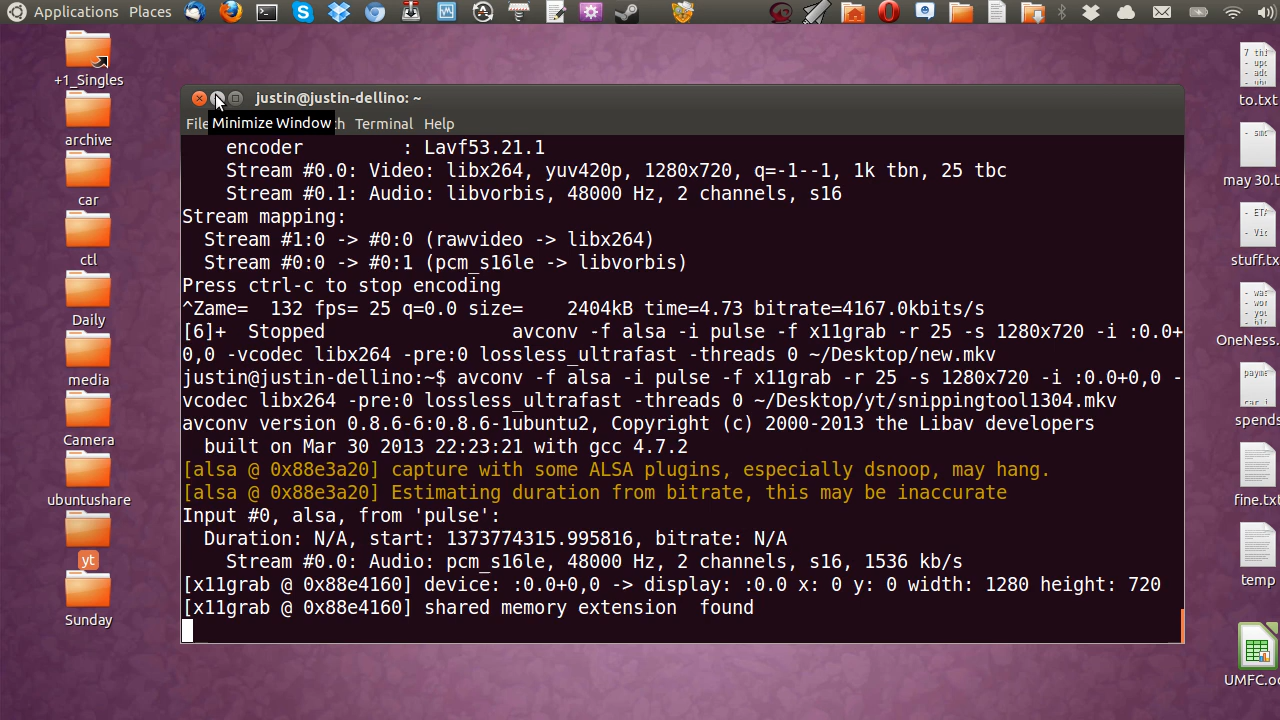 Applications Places
+1_Singles
archive
car
ctl
Daily
media
Camera
ubuntushare
yt
Sunday
justin@justin-dellino: ~
File Minimize Window Terminal Help
encoder : Lavf53.21.1
Stream #0.0: Video: libx264, yuv420p, 1280x720, q=-1--1, 1k tbn, 25 tbc
Stream #0.1: Audio: libvorbis, 48000 Hz, 2 channels, s16
Stream mapping:
Stream #1:0 -> #0:0 (rawvideo -> libx264)
Stream #0:0 -> #0:1 (pcm_s16le -> libvorbis)
Press ctrl-c to stop encoding
^Zame= 132 fps= 25 q=0.0 size= 2404kB time=4.73 bitrate=4167.0kbits/s
[6]+ Stopped avconv -f alsa -i pulse -f x11grab -r 25 -s 1280x720 -i :0.0+
0,0 -vcodec libx264 -pre:0 lossless_ultrafast -threads 0 ~/Desktop/new.mkv
justin@justin-dellino:~$ avconv -f alsa -i pulse -f x11grab -r 25 -s 1280x720 -i :0.0+0,0 -
vcodec libx264 -pre:0 lossless_ultrafast -threads 0 ~/Desktop/yt/snippingtool1304.mkv
avconv version 0.8.6-6:0.8.6-1ubuntu2, Copyright (c) 2000-2013 the Libav developers
built on Mar 30 2013 22:23:21 with gcc 4.7.2
[alsa @ 0x88e3a20] capture with some ALSA plugins, especially dsnoop, may hang.
[alsa @ 0x88e3a20] Estimating duration from bitrate, this may be inaccurate
Input #0, alsa, from 'pulse':
Duration: N/A, start: 1373774315.995816, bitrate: N/A
Stream #0.0: Audio: pcm_s16le, 48000 Hz, 2 channels, s16, 1536 kb/s
[x11grab @ 0x88e4160] device: :0.0+0,0 -> display: :0.0 x: 0 y: 0 width: 1280 height: 720
[x11grab @ 0x88e4160] shared memory extension found
to.txt
may 30.t
stuff.tx
OneNess.
spends
fine.txt
temp
UMFC.oc